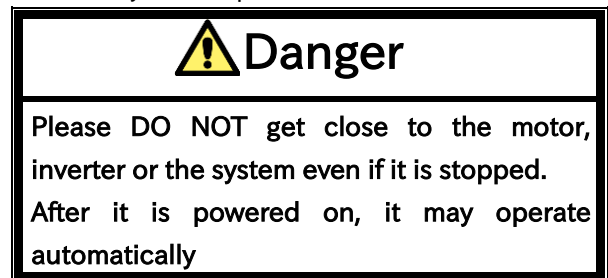 Danger
Please DO NOT get close to the motor,
inverter or the system even if it is stopped.
After it is powered on, it may operate
automatically